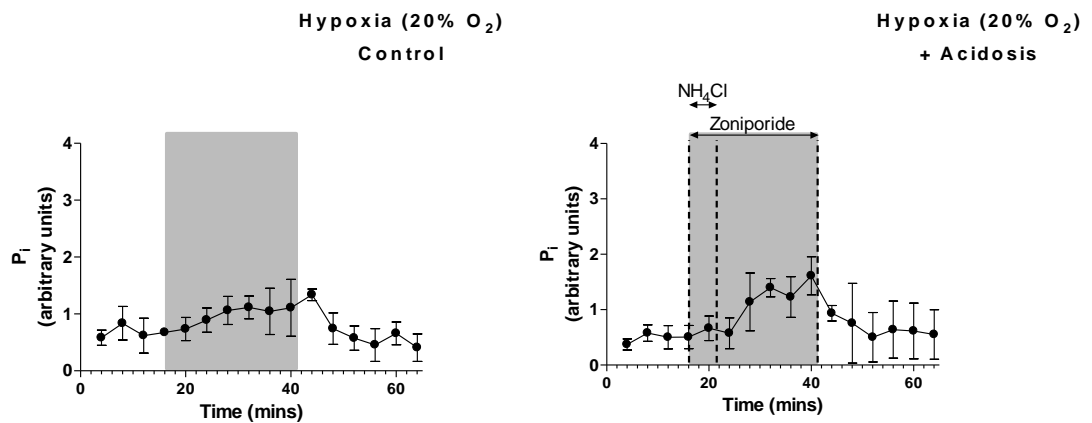 Hypoxia (20% O₂)
Control
4
3
2
1
0
Pᵢ
(arbitrary units)
0
20
40
60
Time (mins)
Hypoxia (20% O₂)
+ Acidosis
NH₄Cl
Zoniporide
4
3
2
1
0
Pᵢ
(arbitrary units)
0
20
40
60
Time (mins)